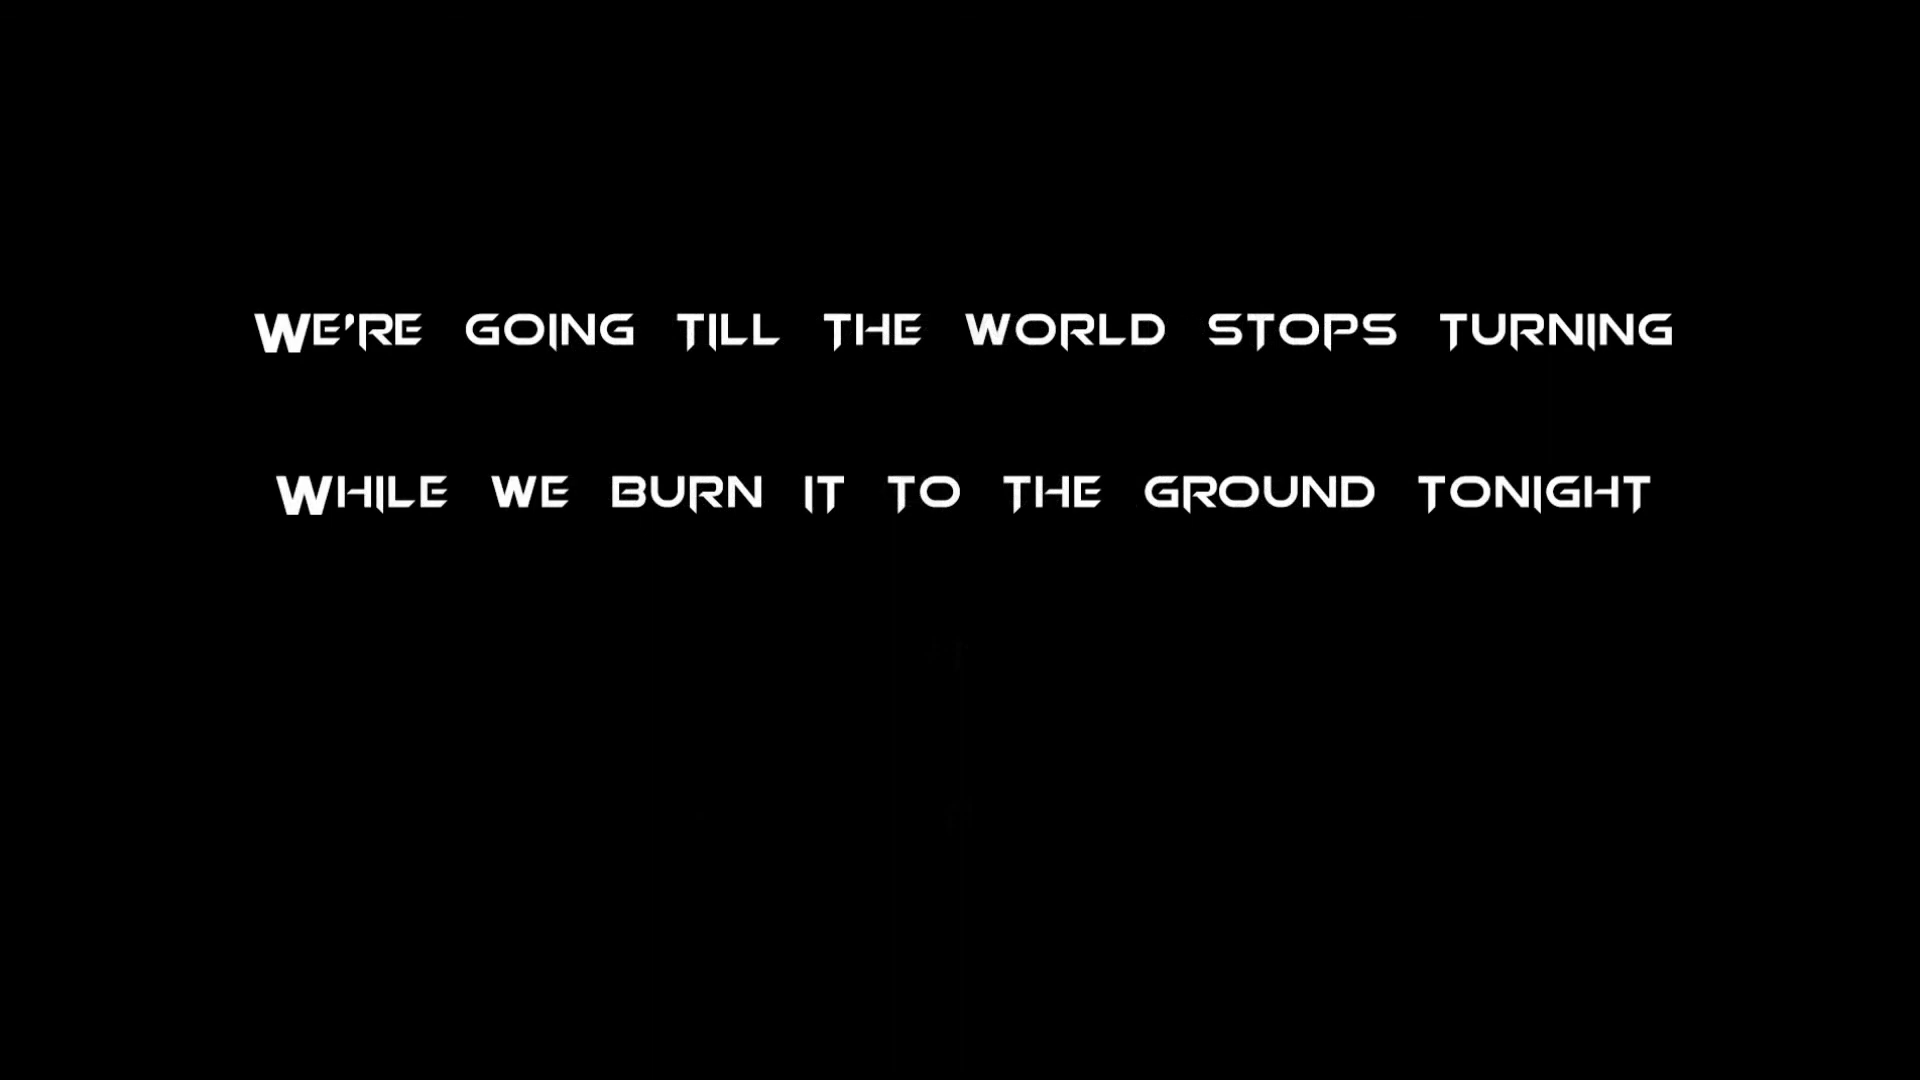 We're going till the world stops turning
While we burn it to the ground tonight